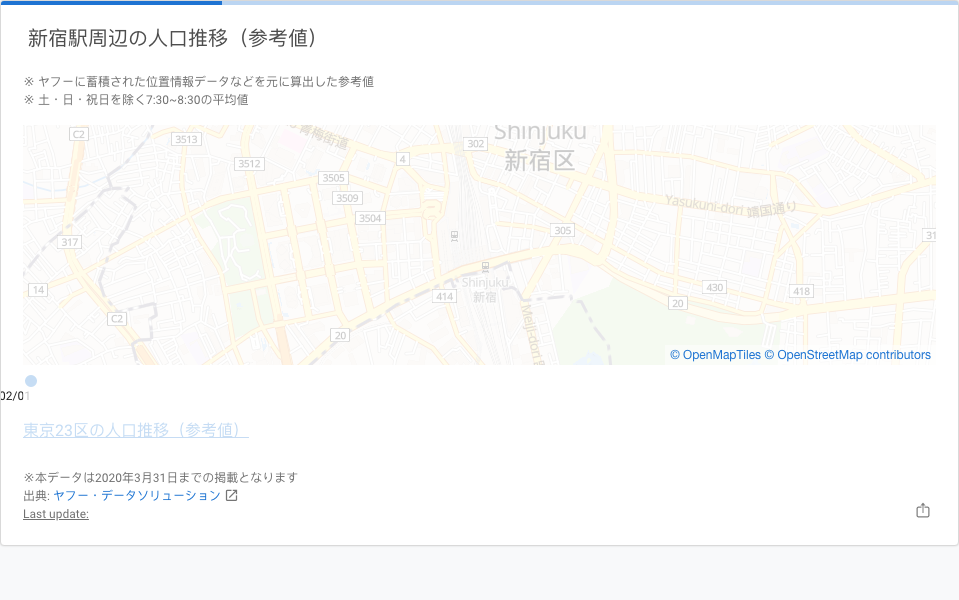 新宿駅周辺の人口推移（参考値）
※ ヤフーに蓄積された位置情報データなどを元に算出した参考値
※ 土・日・祝日を除く7:30~8:30の平均値
C2
3513
青梅街道
302
Shinjuku
新宿区
3512
4
3505
3509
3504
Yasukuni-dori 靖国通り
317
305
31
14
Shinjuku
新宿
414
430
418
20
C2
20
Meiji-dori
© OpenMapTiles © OpenStreetMap contributors
02/01
東京23区の人口推移（参考値）
※本データは2020年3月31日までの掲載となります
出典: ヤフー・データソリューション
Last update: